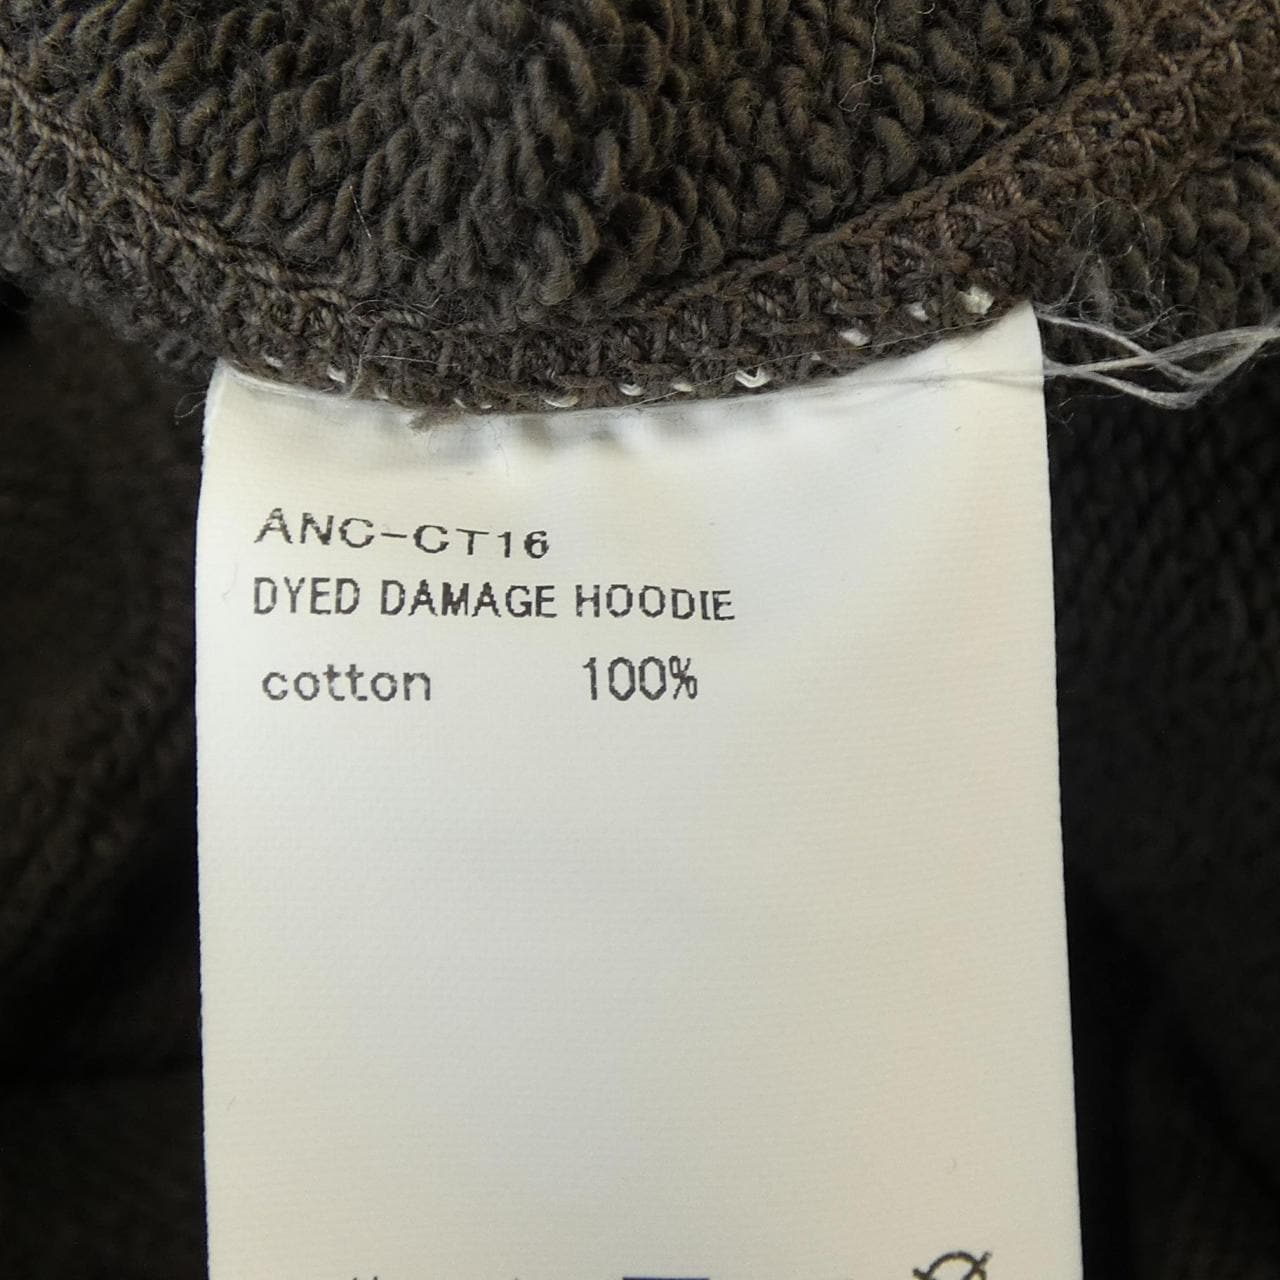 ANC-CT16
DYED DAMAGE HOODIE
cotton 100%